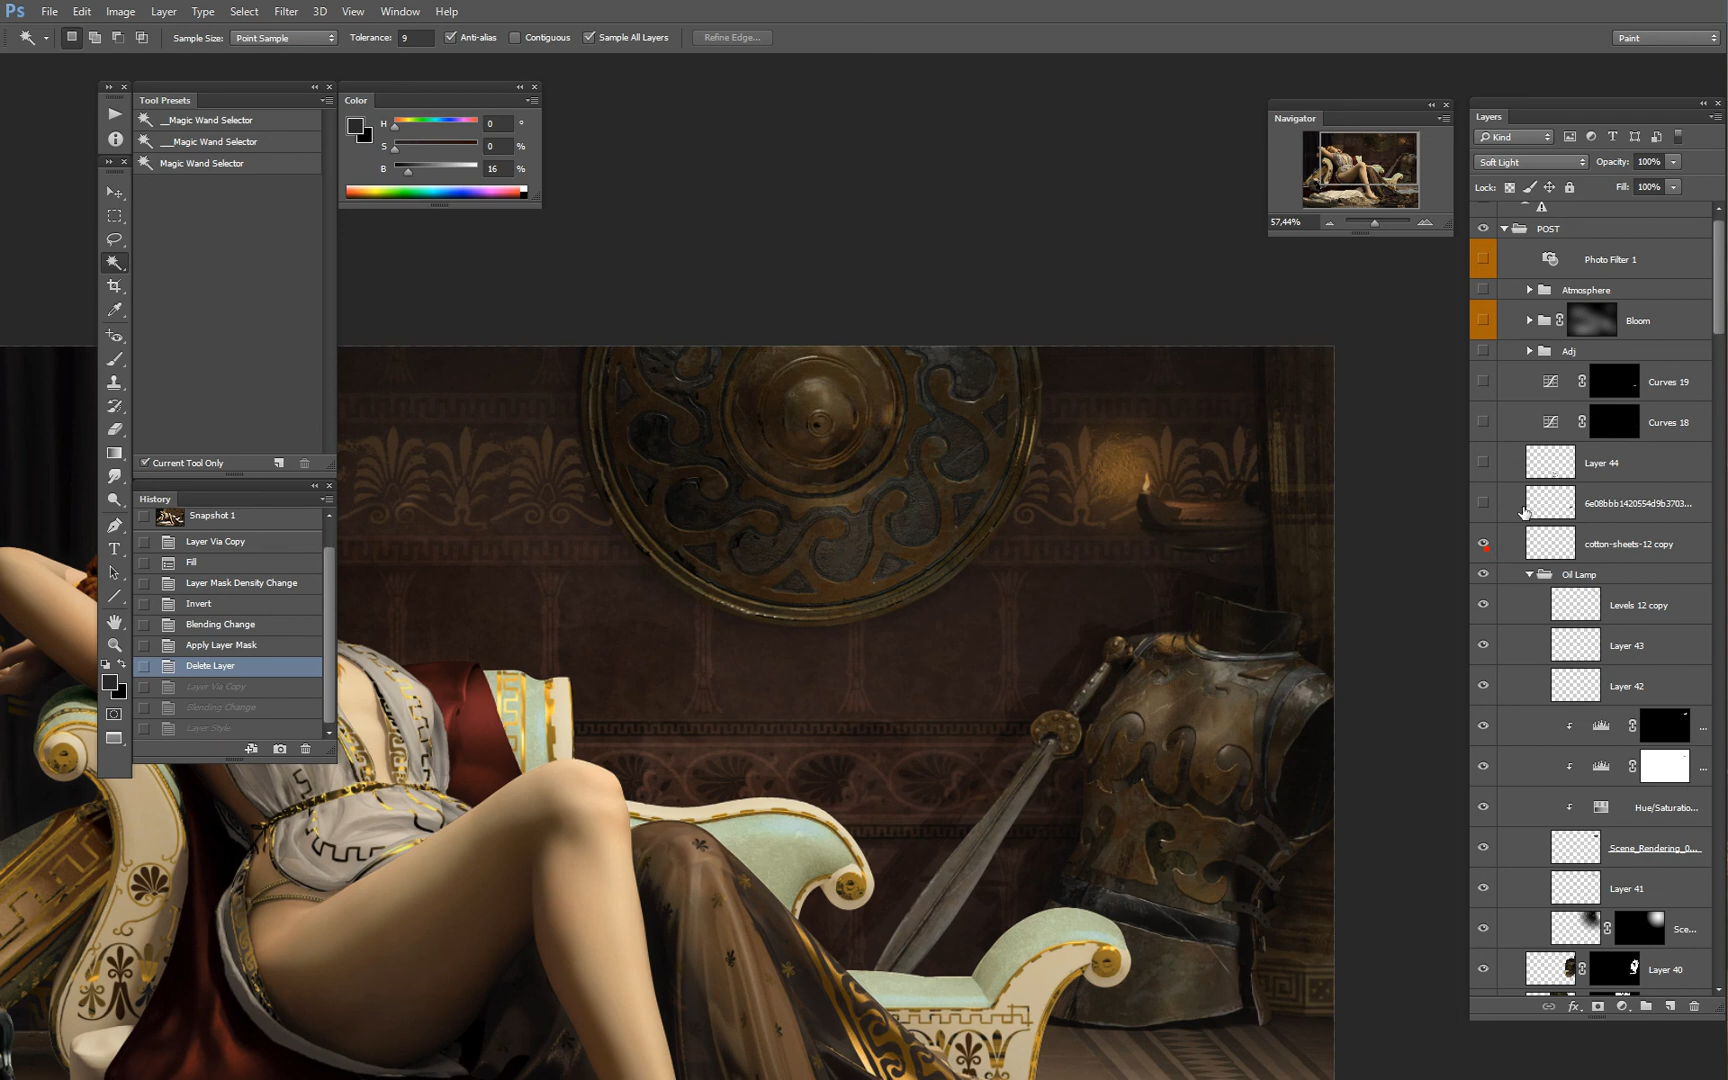 Ps File Edit Image Layer Type Select Filter 3D View Window Help
Sample Size: Point Sample Tolerance: 9 Anti-alias Contiguous Sample All Layers Refine Edge... Paint
Tool Presets
__Magic Wand Selector
___Magic Wand Selector
Magic Wand Selector
Current Tool Only
History
Snapshot 1
Layer Via Copy
Fill
Layer Mask Density Change
Invert
Blending Change
Apply Layer Mask
Delete Layer
Layer Via Copy
Blending Change
Layer Style
Color
H 0 °
S 0 %
B 16 %
Navigator
57,44%
Layers
Kind
Soft Light Opacity: 100%
Lock: Fill: 100%
POST
Photo Filter 1
Atmosphere
Bloom
Adj
Curves 19
Curves 18
Layer 44
6e08bbb1420554d9b3703...
cotton-sheets-12 copy
Oil Lamp
Levels 12 copy
Layer 43
Layer 42
...
...
Hue/Saturatio...
Scene_Rendering_0...
Layer 41
Sce...
Layer 40